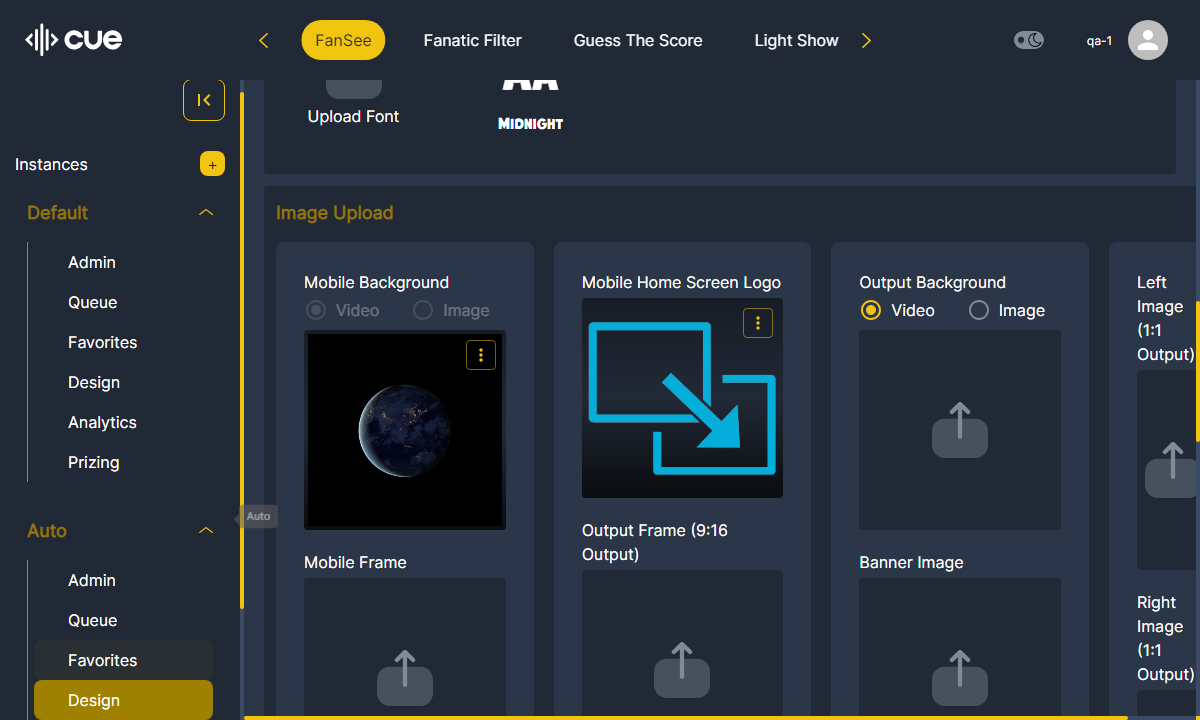 cue
FanSee
Fanatic Filter
Guess The Score
Light Show
qa-1
Instances
+
Default
Admin
Queue
Favorites
Design
Analytics
Prizing
Auto
Admin
Queue
Favorites
Design
Auto
Upload Font
AA
MIDNIGHT
Image Upload
Mobile Background
Video
Image
Mobile Frame
Mobile Home Screen Logo
Output Frame (9:16
Output)
Output Background
Video
Image
Banner Image
Left
Image
(1:1
Output)
Right
Image
(1:1
Output)